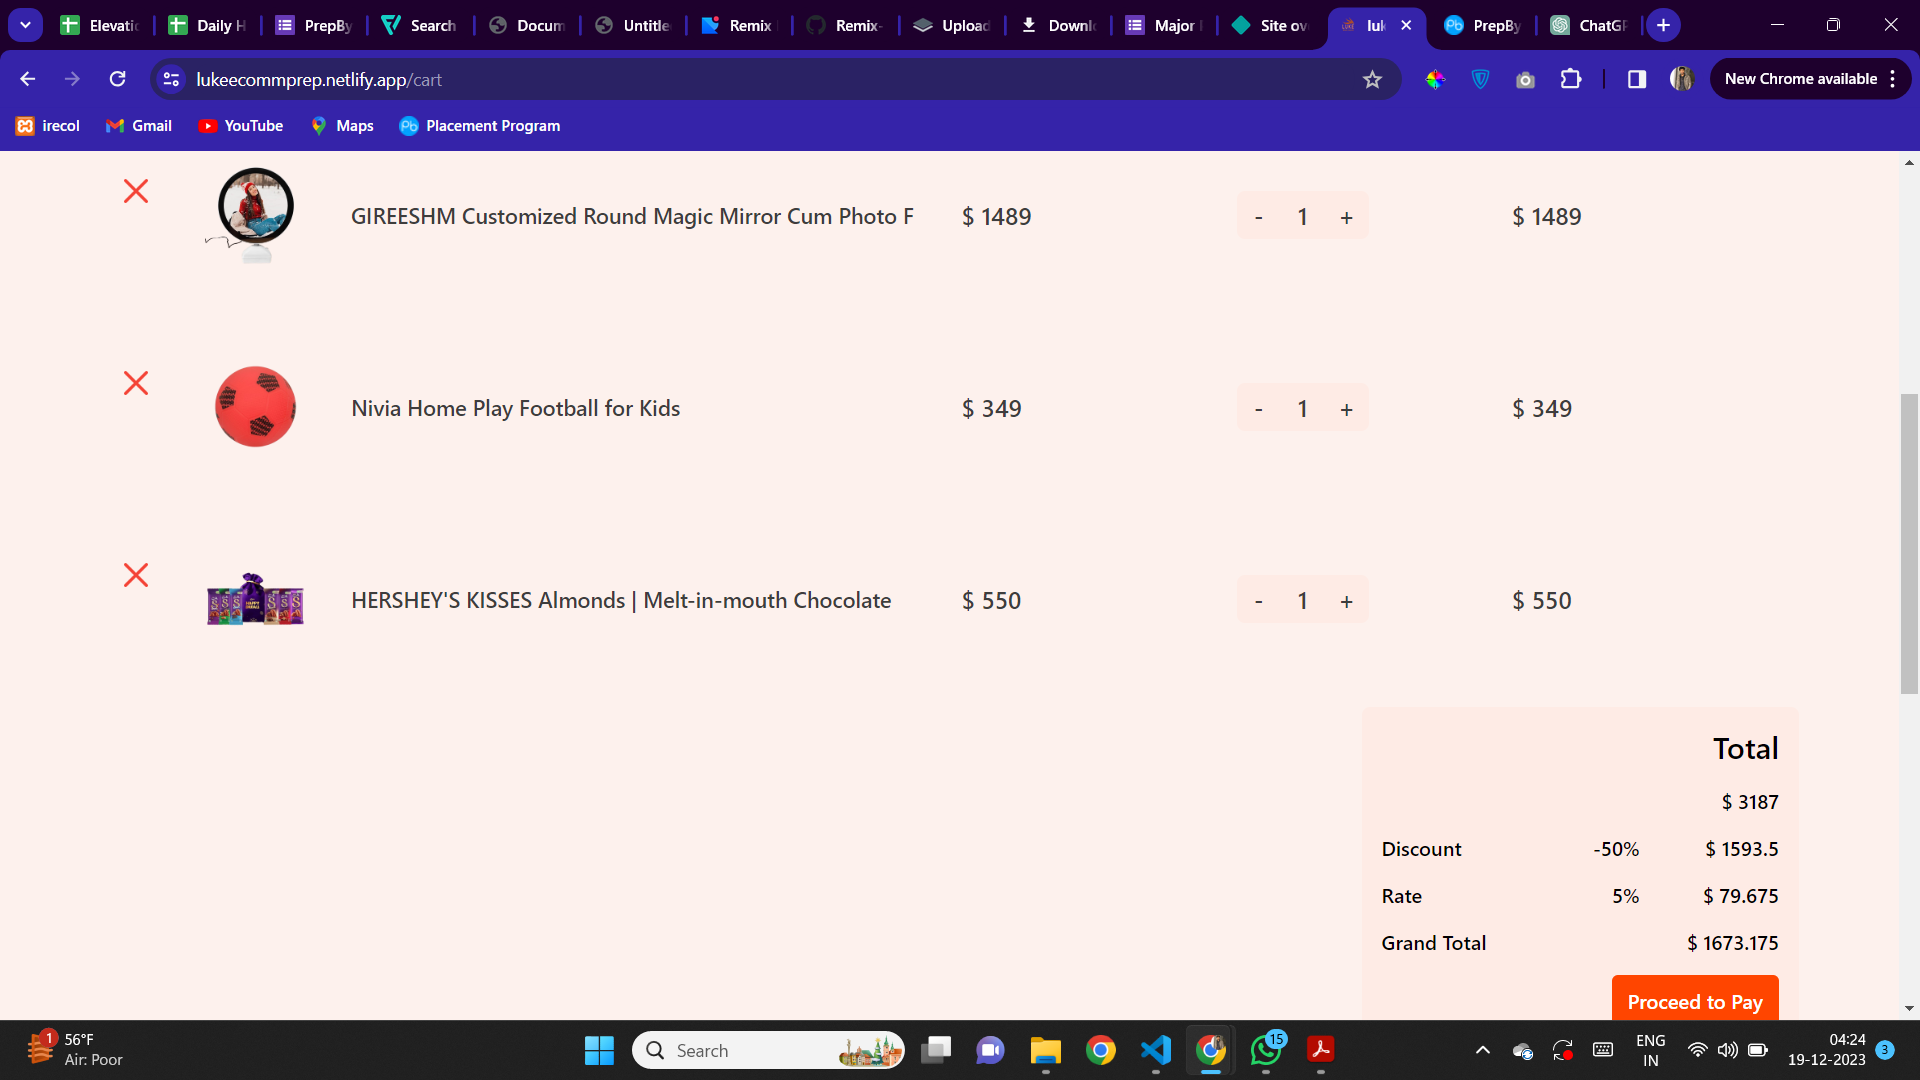 Elevatio Daily H PrepBy Search Docum Untitle Remix Remix- Upload Downlo Major Site ov luk PrepBy ChatGP
lukeecommprep.netlify.app/cart New Chrome available
irecol Gmail YouTube Maps Placement Program
GIREESHM Customized Round Magic Mirror Cum Photo F $ 1489 - 1 + $ 1489
Nivia Home Play Football for Kids $ 349 - 1 + $ 349
HERSHEY'S KISSES Almonds | Melt-in-mouth Chocolate $ 550 - 1 + $ 550
Total
$ 3187
Discount -50% $ 1593.5
Rate 5% $ 79.675
Grand Total $ 1673.175
Proceed to Pay
1 56°F Search 15 ENG 04:24
Air: Poor IN 19-12-2023 3